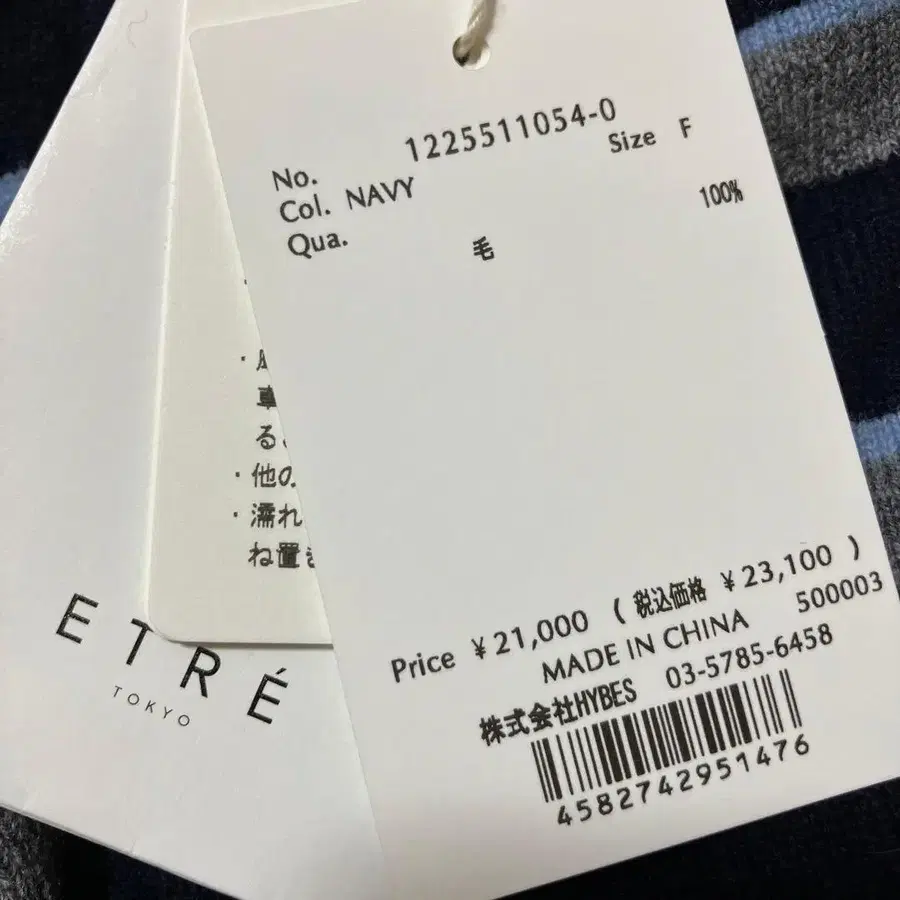 No. 1225511054-0
Col. NAVY Size F
Qua. 毛 100%
Price ¥21,000 ( 税込価格 ¥23,100 )
MADE IN CHINA 500003
株式会社HYBES 03-5785-6458
4582742951476
る
・他の
・濡れ
ね置き
ETRÉ
TOKYO